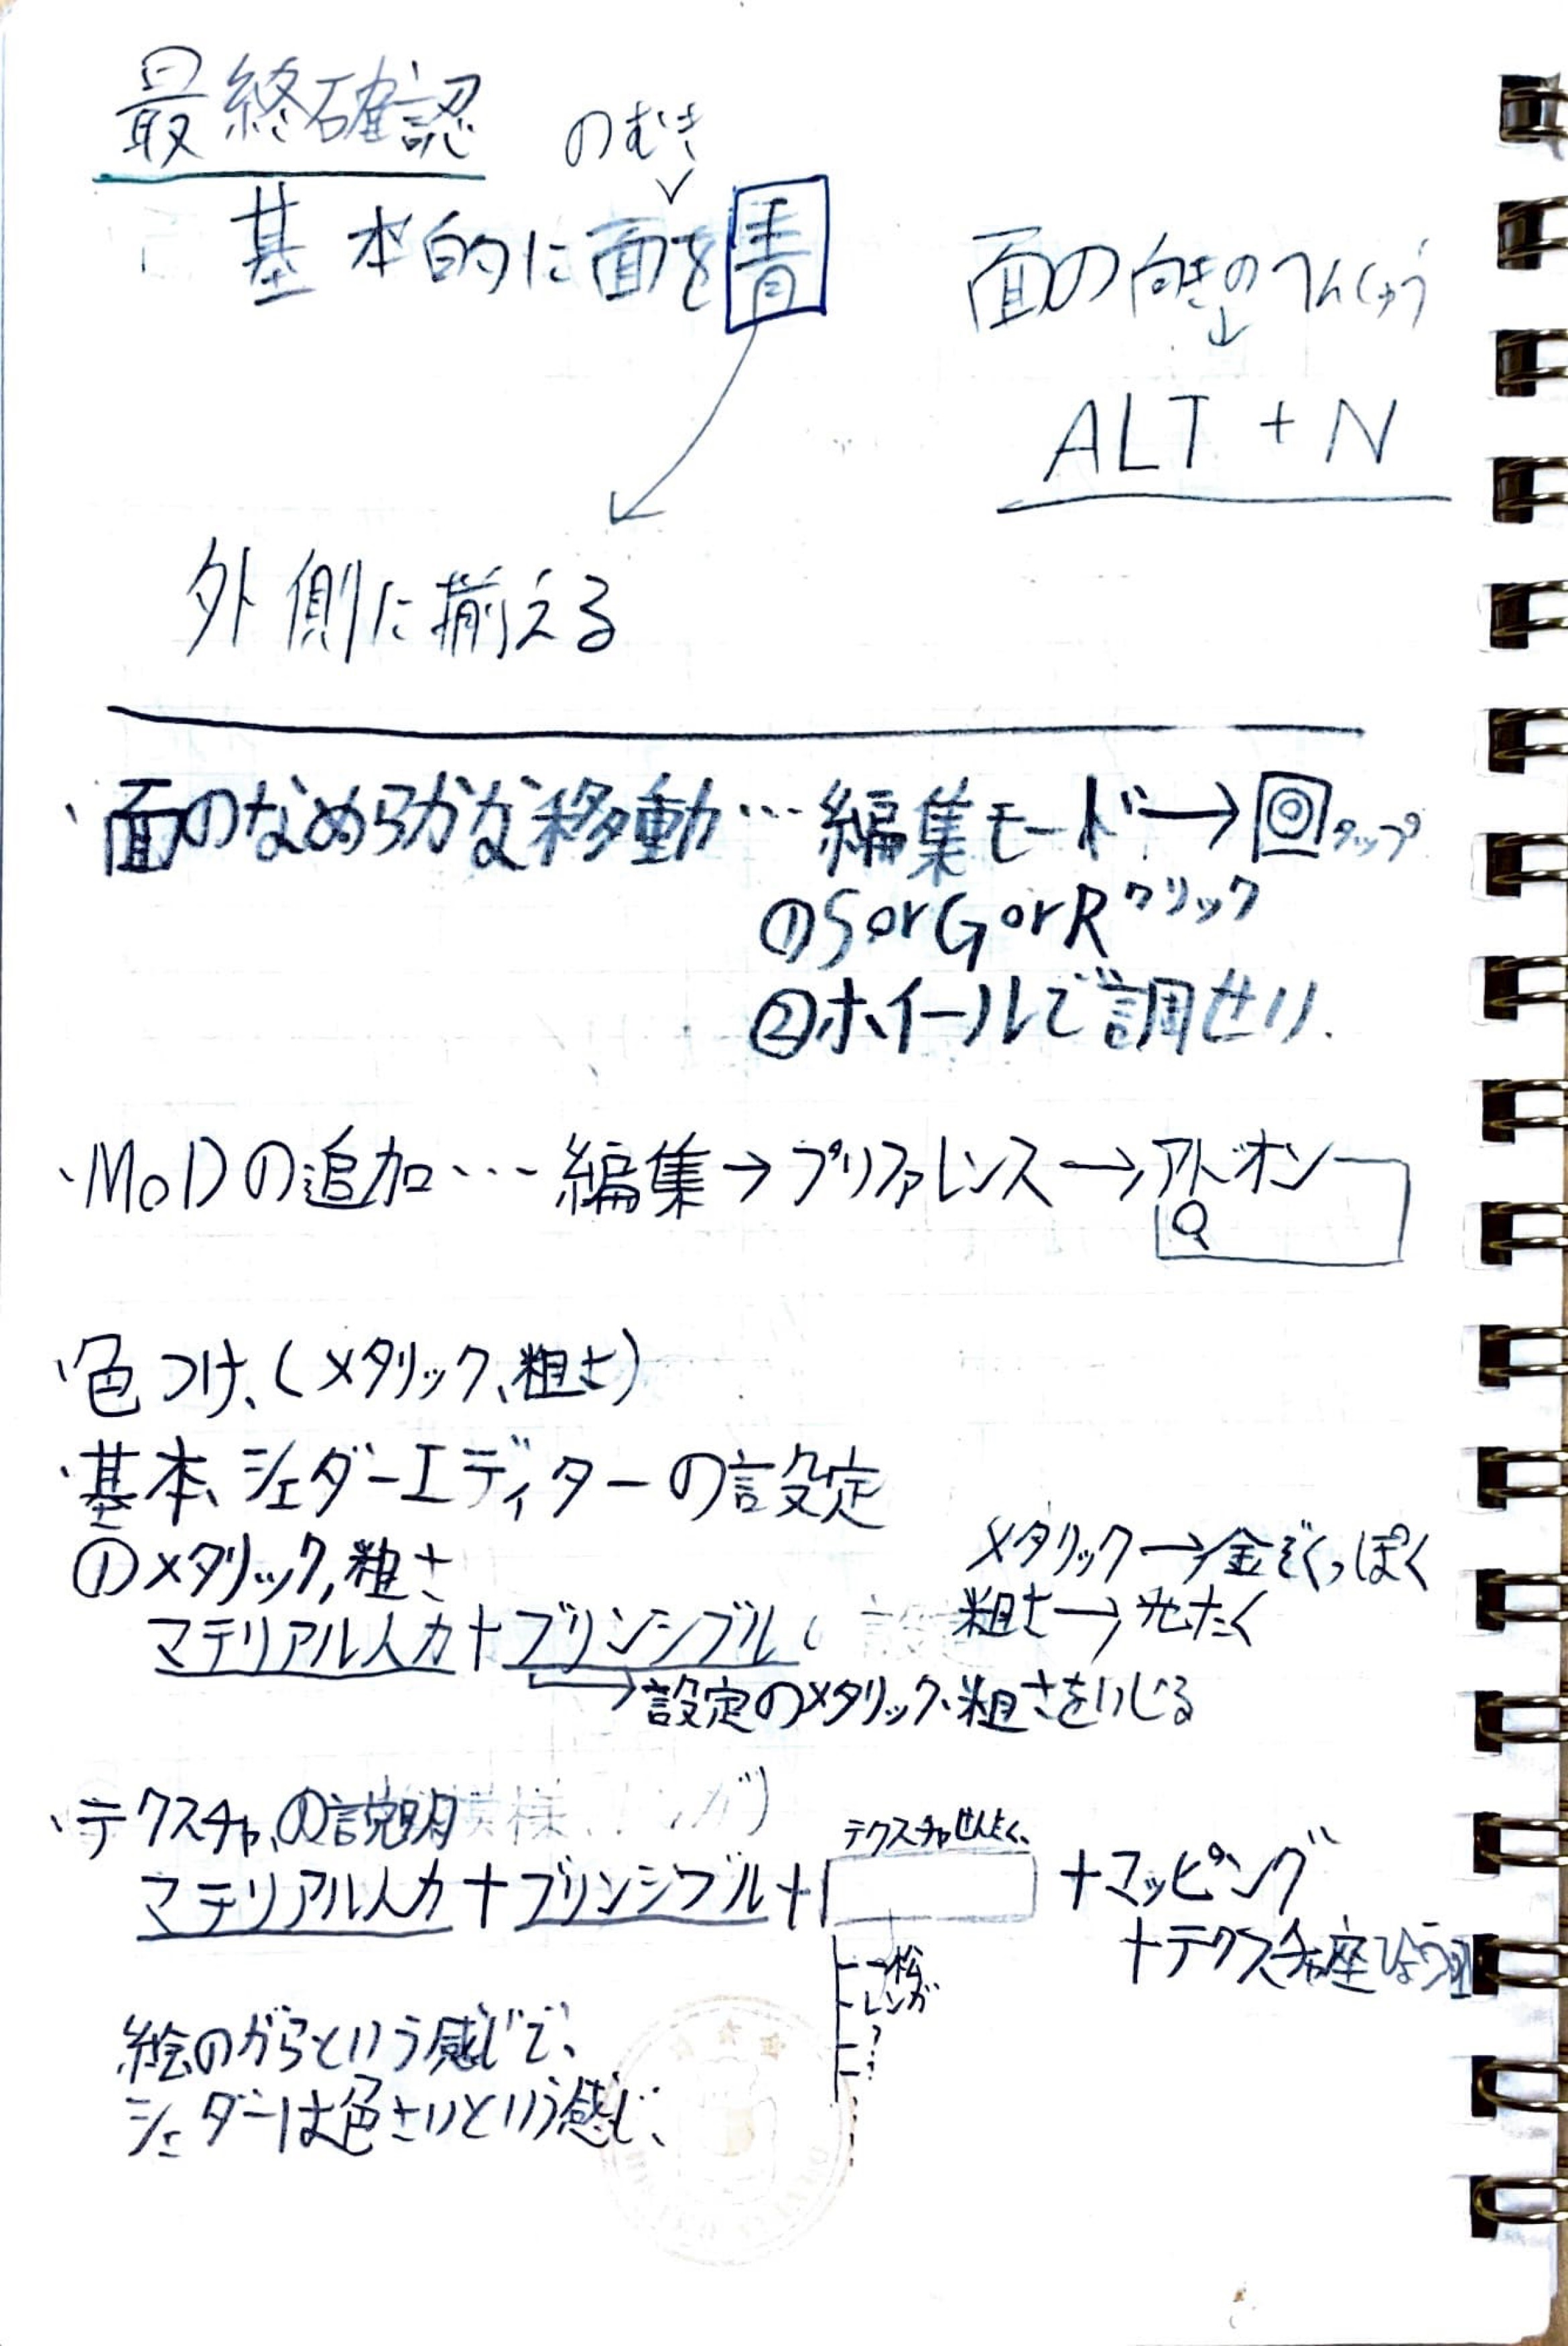 最終確認
のむき
基本的に面を青
面の向きのへんしゅう
ALT + N
外側に揃える
・面のなめらかな移動…編集モード→◎タップ
①SorGorRクリック
②ホイールで調せい.
・MODの追加…編集→プリファレンス→アドオン
・色つけ、(メタリック、粗さ)
・基本、シェダーエディターの設定
①メタリック,粗さ
メタリック→金ぞくっぽく
マテリアル入力+プリンシブル
粗さ→たく
→設定のメタリック、粗さをいじる
・テクスチャ、の説明
テクスチャせんたく、
マテリアル入力+プリンシブル+
+マッピング
+テクスチャ座ひょう
一松
レンガ
?
絵のがらという感じで、
シェダーは色さいという感じ、